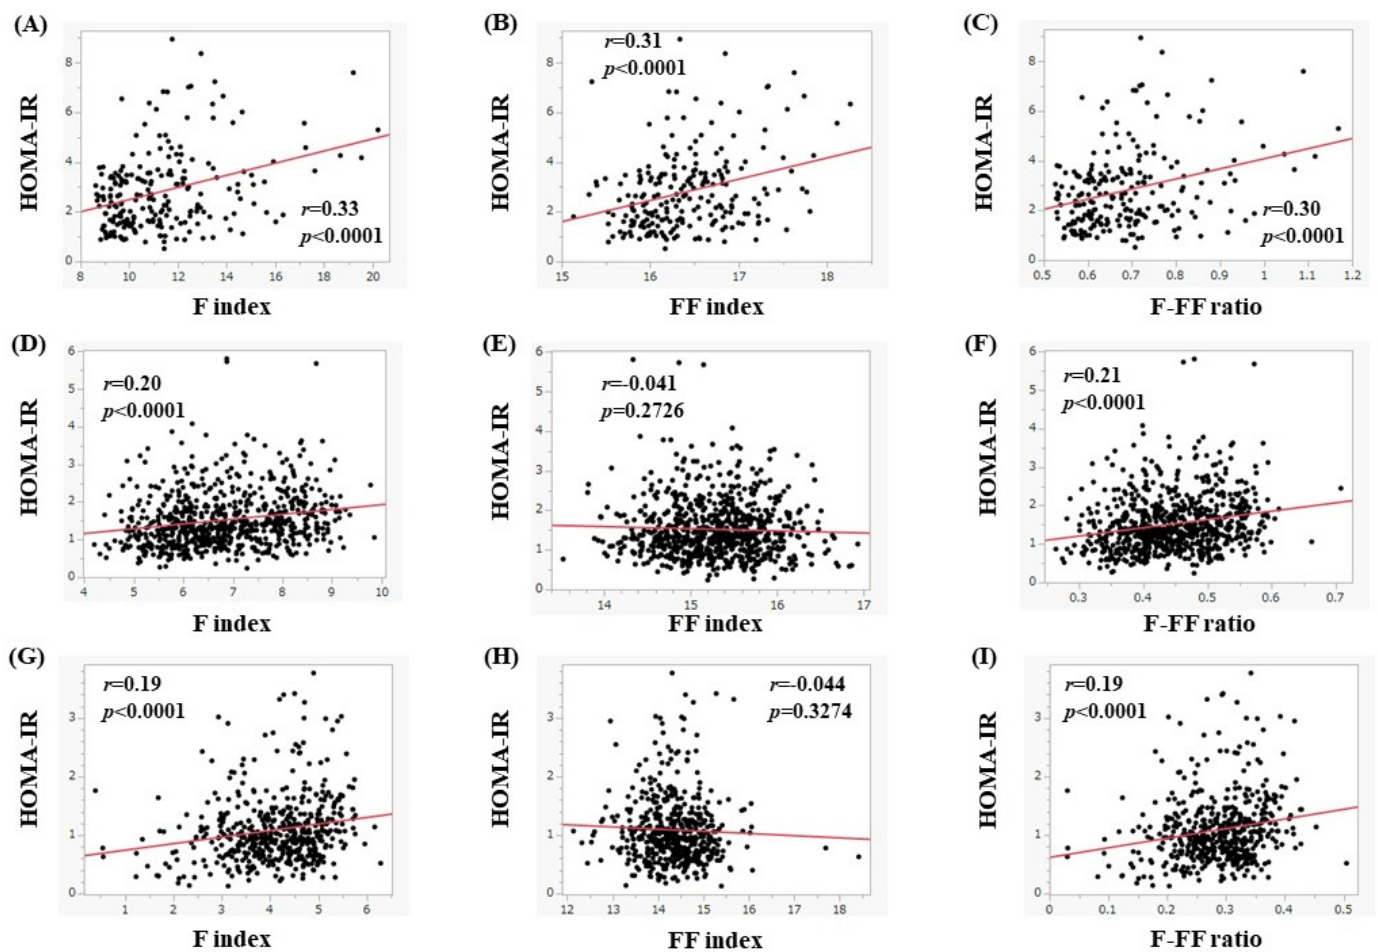 (A)
HOMA-IR
8
6
4
2
0
r=0.33
p<0.0001
8 10 12 14 16 18 20
F index
(B)
HOMA-IR
8
6
4
2
0
r=0.31
p<0.0001
15 16 17 18
FF index
(C)
HOMA-IR
8
6
4
2
0
r=0.30
p<0.0001
0.5 0.6 0.7 0.8 0.9 1 1.1 1.2
F-FF ratio
(D)
HOMA-IR
6
5
4
3
2
1
0
r=0.20
p<0.0001
4 5 6 7 8 9 10
F index
(E)
HOMA-IR
6
5
4
3
2
1
0
r=-0.041
p=0.2726
14 15 16 17
FF index
(F)
HOMA-IR
6
5
4
3
2
1
0
r=0.21
p<0.0001
0.3 0.4 0.5 0.6 0.7
F-FF ratio
(G)
HOMA-IR
3
2
1
0
r=0.19
p<0.0001
1 2 3 4 5 6
F index
(H)
HOMA-IR
3
2
1
0
r=-0.044
p=0.3274
12 13 14 15 16 17 18
FF index
(I)
HOMA-IR
3
2
1
0
r=0.19
p<0.0001
0 0.1 0.2 0.3 0.4 0.5
F-FF ratio